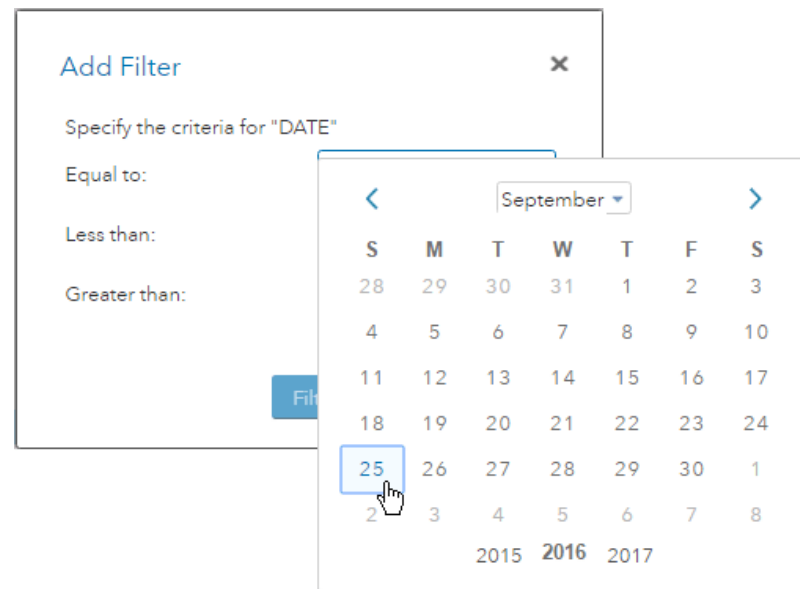 Add Filter
Specify the criteria for "DATE"
Equal to:
Less than:
Greater than:
September
S M T W T F S
28 29 30 31 1 2 3
4 5 6 7 8 9 10
11 12 13 14 15 16 17
18 19 20 21 22 23 24
25 26 27 28 29 30 1
2 3 4 5 6 7 8
2015 2016 2017